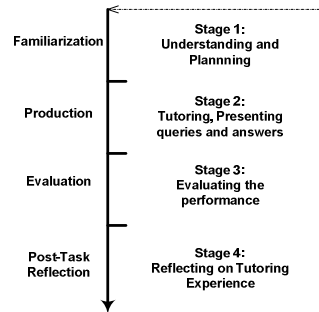 Familiarization
Stage 1:
Understanding and
Plannning
Production
Stage 2:
Tutoring, Presenting
queries and answers
Evaluation
Stage 3:
Evaluating the
performance
Post-Task
Reflection
Stage 4:
Reflecting on Tutoring
Experience